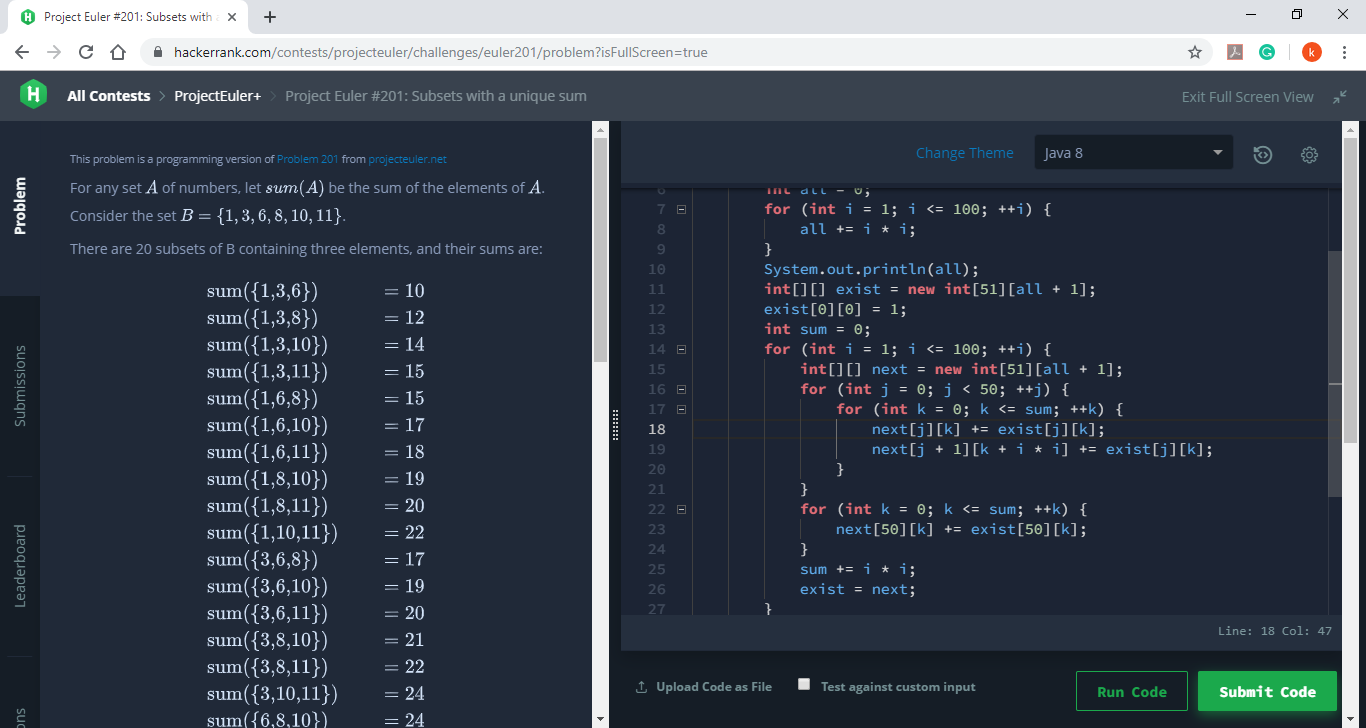 Project Euler #201: Subsets with
hackerrank.com/contests/projecteuler/challenges/euler201/problem?isFullScreen=true
k
H
All Contests > ProjectEuler+ > Project Euler #201: Subsets with a unique sum
Exit Full Screen View
Problem
Submissions
Leaderboard
This problem is a programming version of Problem 201 from projecteuler.net
For any set A of numbers, let sum(A) be the sum of the elements of A.
Consider the set B = {1, 3, 6, 8, 10, 11}.
There are 20 subsets of B containing three elements, and their sums are:
sum({1,3,6}) = 10
sum({1,3,8}) = 12
sum({1,3,10}) = 14
sum({1,3,11}) = 15
sum({1,6,8}) = 15
sum({1,6,10}) = 17
sum({1,6,11}) = 18
sum({1,8,10}) = 19
sum({1,8,11}) = 20
sum({1,10,11}) = 22
sum({3,6,8}) = 17
sum({3,6,10}) = 19
sum({3,6,11}) = 20
sum({3,8,10}) = 21
sum({3,8,11}) = 22
sum({3,10,11}) = 24
sum({6,8,10}) = 24
Change Theme
Java 8
6 int all = 0;
7 for (int i = 1; i <= 100; ++i) {
8 all += i * i;
9 }
10 System.out.println(all);
11 int[][] exist = new int[51][all + 1];
12 exist[0][0] = 1;
13 int sum = 0;
14 for (int i = 1; i <= 100; ++i) {
15 int[][] next = new int[51][all + 1];
16 for (int j = 0; j < 50; ++j) {
17 for (int k = 0; k <= sum; ++k) {
18 next[j][k] += exist[j][k];
19 next[j + 1][k + i * i] += exist[j][k];
20 }
21 }
22 for (int k = 0; k <= sum; ++k) {
23 next[50][k] += exist[50][k];
24 }
25 sum += i * i;
26 exist = next;
27 }
Line: 18 Col: 47
Upload Code as File
Test against custom input
Run Code
Submit Code